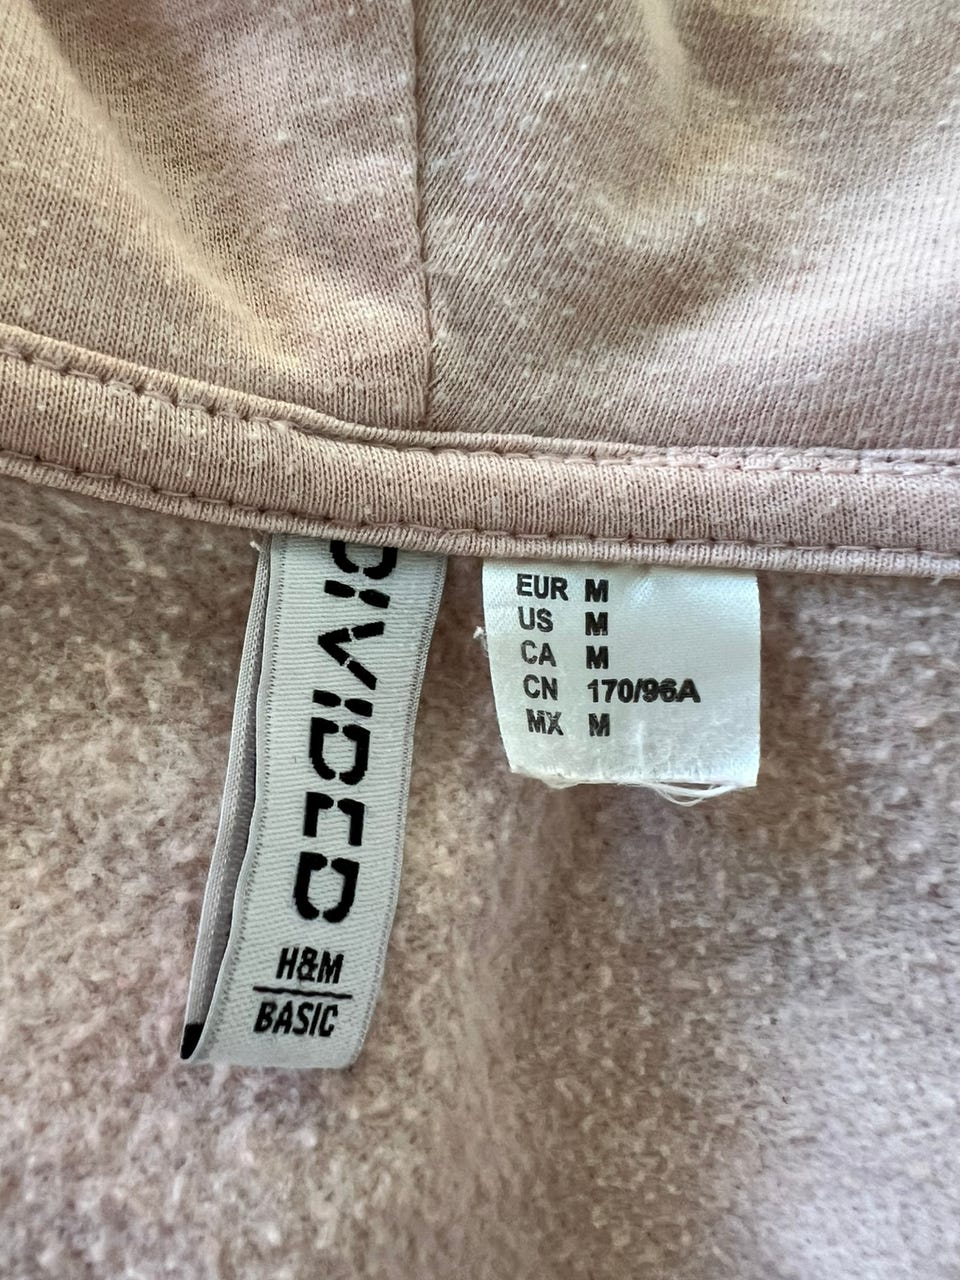 DIVIDED
H&M
BASIC
EUR M
US M
CA M
CN 170/96A
MX M